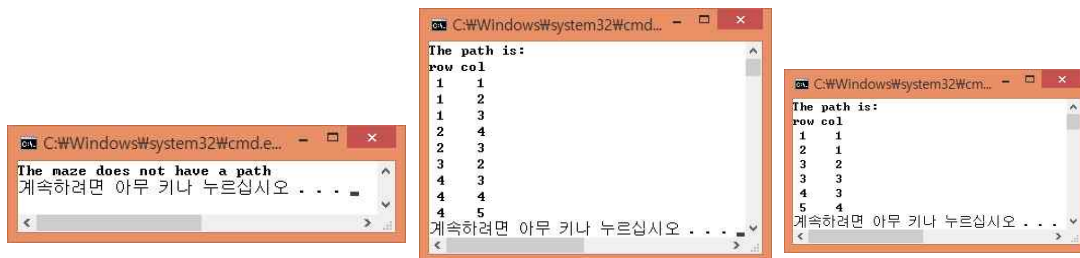 C:₩Windows₩system32₩cmd.e...
The maze does not have a path
계속하려면 아무 키나 누르십시오 . . .
C:₩Windows₩system32₩cmd...
The path is:
row col
1 1
1 2
1 3
2 4
2 3
3 2
4 3
4 4
4 5
계속하려면 아무 키나 누르십시오 . . .
C:₩Windows₩system32₩cm...
The path is:
row col
1 1
2 1
3 2
3 3
4 3
5 4
계속하려면 아무 키나 누르십시오 . . .